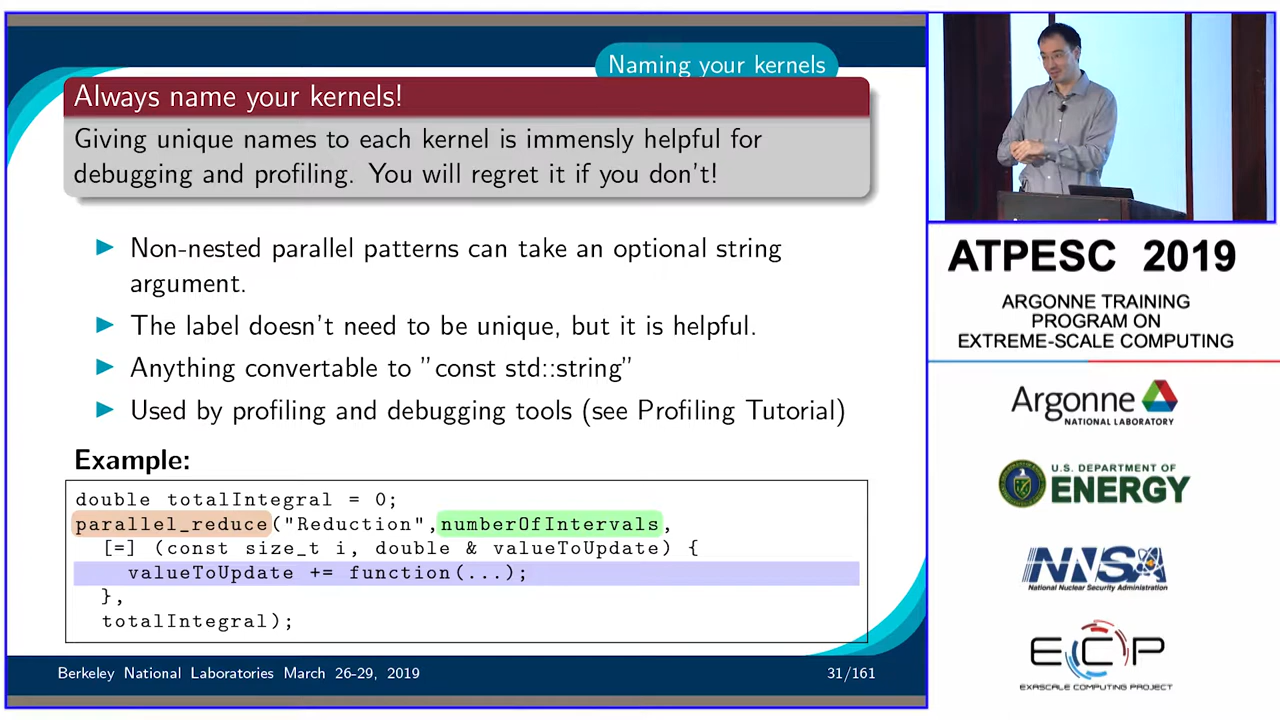 Naming your kernels
Always name your kernels!
Giving unique names to each kernel is immensely helpful for
debugging and profiling. You will regret it if you don't!
Non-nested parallel patterns can take an optional string
argument.
The label doesn't need to be unique, but it is helpful.
Anything convertable to "const std::string"
Used by profiling and debugging tools (see Profiling Tutorial)
Example:
double totalIntegral = 0;
parallel_reduce("Reduction",numberOfIntervals,
[=] (const size_t i, double & valueToUpdate) {
valueToUpdate += function(...);
},
totalIntegral);
Berkeley National Laboratories March 26-29, 2019
31/161
ATPESC 2019
ARGONNE TRAINING
PROGRAM ON
EXTREME-SCALE COMPUTING
Argonne
NATIONAL LABORATORY
U.S. DEPARTMENT OF
ENERGY
NNSA
National Nuclear Security Administration
ECP
EXASCALE COMPUTING PROJECT